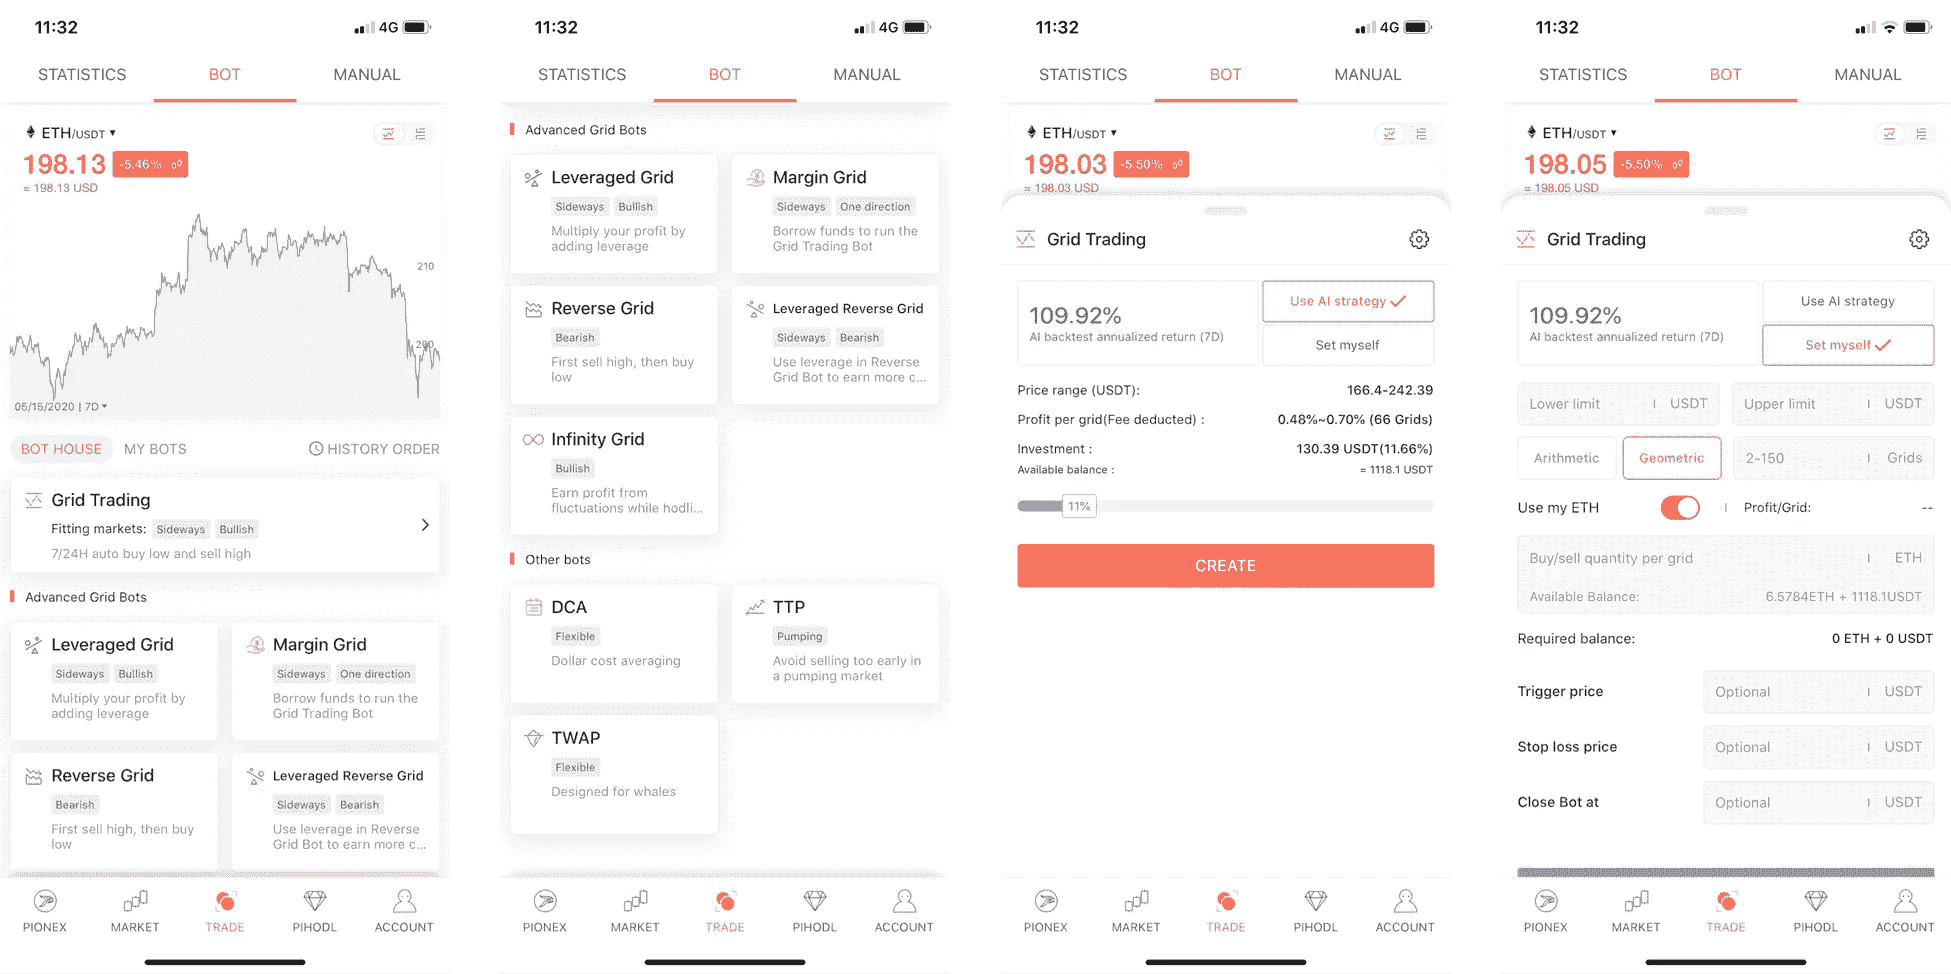 11:32
4G
STATISTICS BOT MANUAL
ETH/USDT ▾
198.13 -5.46%
≈ 198.13 USD
210
200
05/15/2020 | 7D ▾
BOT HOUSE MY BOTS HISTORY ORDER
Grid Trading
Fitting markets: Sideways Bullish
7/24H auto buy low and sell high
Advanced Grid Bots
Leveraged Grid
Sideways Bullish
Multiply your profit by
adding leverage
Margin Grid
Sideways One direction
Borrow funds to run the
Grid Trading Bot
Reverse Grid
Bearish
First sell high, then buy
low
Leveraged Reverse Grid
Sideways Bearish
Use leverage in Reverse
Grid Bot to earn more c...
PIONEX MARKET TRADE PIHODL ACCOUNT
11:32
4G
STATISTICS BOT MANUAL
Advanced Grid Bots
Leveraged Grid
Sideways Bullish
Multiply your profit by
adding leverage
Margin Grid
Sideways One direction
Borrow funds to run the
Grid Trading Bot
Reverse Grid
Bearish
First sell high, then buy
low
Leveraged Reverse Grid
Sideways Bearish
Use leverage in Reverse
Grid Bot to earn more c...
Infinity Grid
Bullish
Earn profit from
fluctuations while hodli...
Other bots
DCA
Flexible
Dollar cost averaging
TTP
Pumping
Avoid selling too early in
a pumping market
TWAP
Flexible
Designed for whales
PIONEX MARKET TRADE PIHODL ACCOUNT
11:32
4G
STATISTICS BOT MANUAL
ETH/USDT ▾
198.03 -5.50%
≈ 198.03 USD
Grid Trading
109.92%
AI backtest annualized return (7D)
Use AI strategy
Set myself
Price range (USDT): 166.4-242.39
Profit per grid(Fee deducted) : 0.48%~0.70% (66 Grids)
Investment : 130.39 USDT(11.66%)
Available balance : ≈ 1118.1 USDT
11%
CREATE
PIONEX MARKET TRADE PIHODL ACCOUNT
11:32
STATISTICS BOT MANUAL
ETH/USDT ▾
198.05 -5.50%
≈ 198.05 USD
Grid Trading
109.92%
AI backtest annualized return (7D)
Use AI strategy
Set myself
Lower limit | USDT - Upper limit | USDT
Arithmetic Geometric 2-150 | Grids
Use my ETH | Profit/Grid: --
Buy/sell quantity per grid | ETH
Available Balance: 6.5784ETH + 1118.1USDT
Required balance: 0 ETH + 0 USDT
Trigger price Optional | USDT
Stop loss price Optional | USDT
Close Bot at Optional | USDT
PIONEX MARKET TRADE PIHODL ACCOUNT